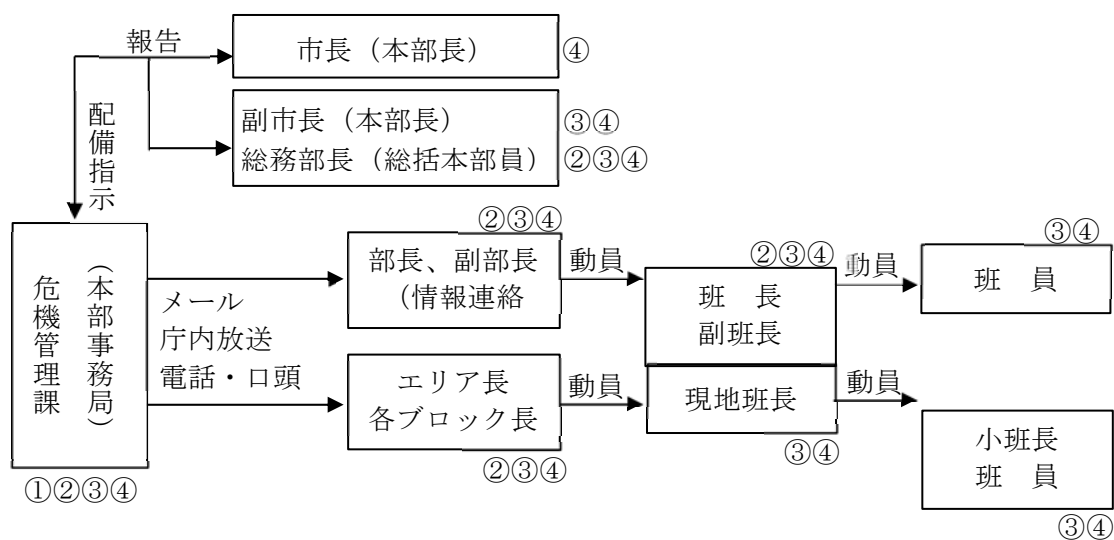 報告
市長（本部長）
④
配備指示
副市長（本部長）
③④
総務部長（総括本部員）
②③④
危機管理課
（本部事務局）
①②③④
メール
庁内放送
電話・口頭
②③④
部長、副部長
（情報連絡
動員
エリア長
各ブロック長
②③④
動員
②③④
班　長
副班長
現地班長
③④
動員
③④
班　員
動員
小班長
班　員
③④